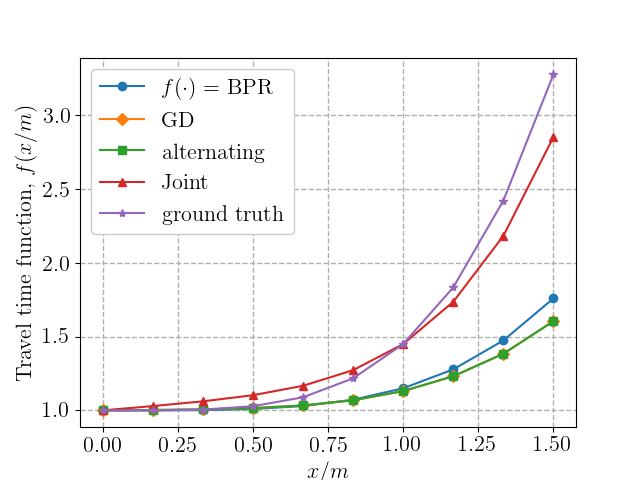 f(·) = BPR
GD
alternating
Joint
ground truth
Travel time function, f(x/m)
3.0
2.5
2.0
1.5
1.0
0.00 0.25 0.50 0.75 1.00 1.25 1.50
x/m